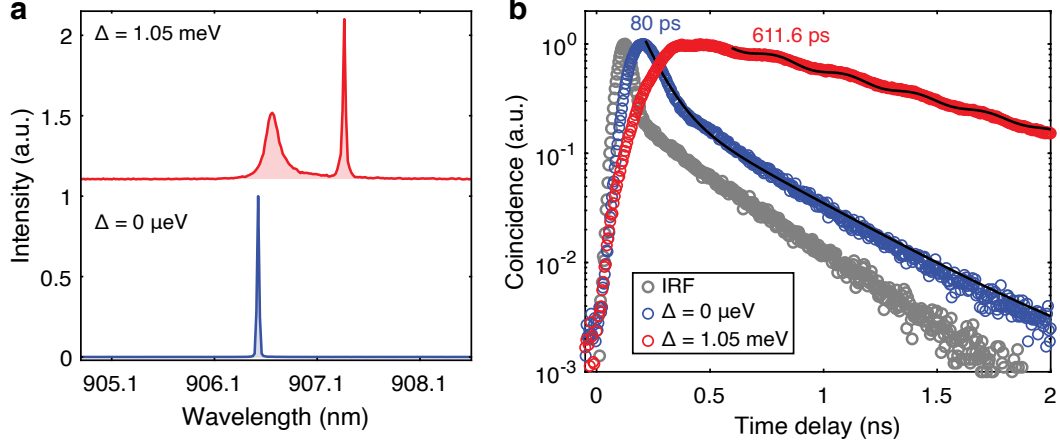 a
Δ = 1.05 meV
Δ = 0 µeV
Intensity (a.u.)
2
1.5
1
0.5
0
905.1 906.1 907.1 908.1
Wavelength (nm)
b
80 ps
611.6 ps
Coincidence (a.u.)
10⁰
10⁻¹
10⁻²
10⁻³
IRF
Δ = 0 µeV
Δ = 1.05 meV
0 0.5 1 1.5 2
Time delay (ns)